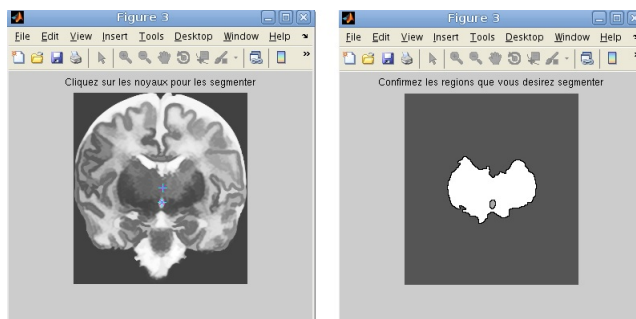 Figure 3
File Edit View Insert Tools Desktop Window Help
Cliquez sur les noyaux pour les segmenter
Figure 3
File Edit View Insert Tools Desktop Window Help
Confirmez les regions que vous desirez segmenter